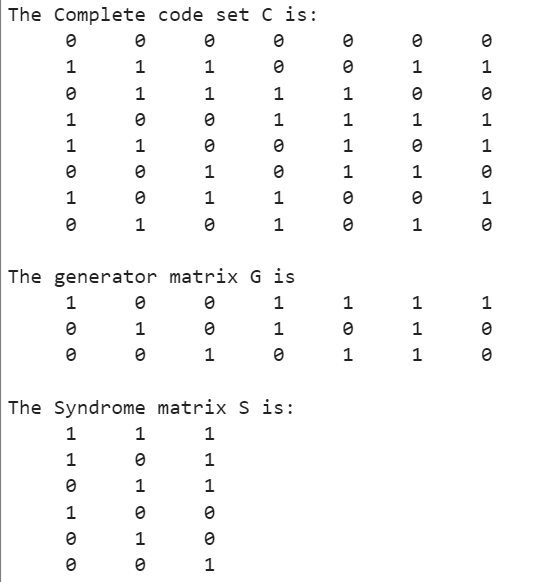 The Complete code set C is:
0 0 0 0 0 0 0
1 1 1 0 0 1 1
0 1 1 1 1 0 0
1 0 0 1 1 1 1
1 1 0 0 1 0 1
0 0 1 0 1 1 0
1 0 1 1 0 0 1
0 1 0 1 0 1 0
The generator matrix G is
1 0 0 1 1 1 1
0 1 0 1 0 1 0
0 0 1 0 1 1 0
The Syndrome matrix S is:
1 1 1
1 0 1
0 1 1
1 0 0
0 1 0
0 0 1